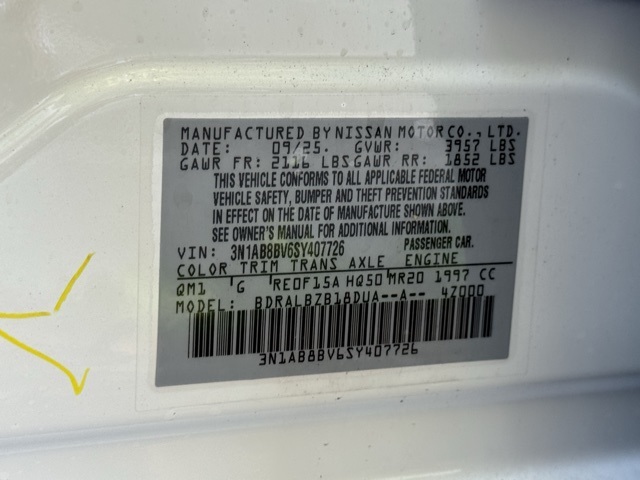 MANUFACTURED BY NISSAN MOTOR CO., LTD.
DATE: 09/25. GVWR: 3957 LBS
GAWR FR: 2116 LBS GAWR RR: 1852 LBS
THIS VEHICLE CONFORMS TO ALL APPLICABLE FEDERAL MOTOR
VEHICLE SAFETY, BUMPER AND THEFT PREVENTION STANDARDS
IN EFFECT ON THE DATE OF MANUFACTURE SHOWN ABOVE.
SEE OWNER'S MANUAL FOR ADDITIONAL INFORMATION.
VIN: 3N1AB8BV6SY407726 PASSENGER CAR.
COLOR TRIM TRANS AXLE ENGINE
QM1 G RE0F15A HQ50 MR20 1997 CC
MODEL: BDRALBZB18DUA--A-- 47000
3N1AB8BV6SY407726